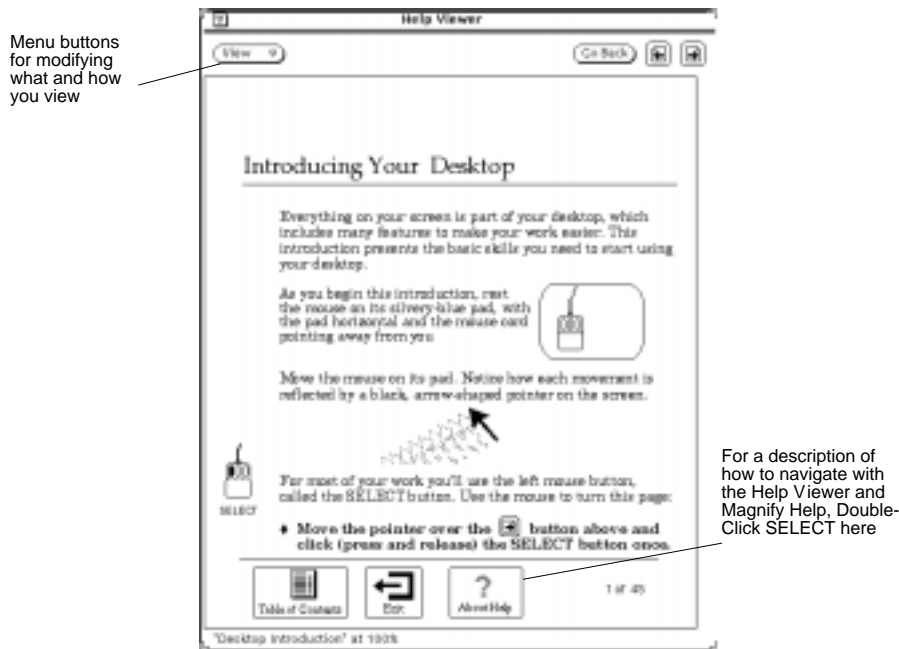 Help Viewer
Menu buttons
for modifying
what and how
you view
View
Go Back
Introducing Your Desktop
Everything on your screen is part of your desktop, which
includes many features to make your work easier. This
introduction presents the basic skills you need to start using
your desktop.
As you begin this introduction, rest
the mouse on its silvery-blue pad, with
the pad horizontal and the mouse cord
pointing away from you
Move the mouse on its pad. Notice how each movement is
reflected by a black, arrow-shaped pointer on the screen.
For most of your work you'll use the left mouse button,
called the SELECT button. Use the mouse to turn this page:
SELECT
♦ Move the pointer over the button above and
click (press and release) the SELECT button once.
For a description of
how to navigate with
the Help Viewer and
Magnify Help, Double-
Click SELECT here
Table of Contents
Exit
?
About Help
1 of 45
"Desktop Introduction" at 100%